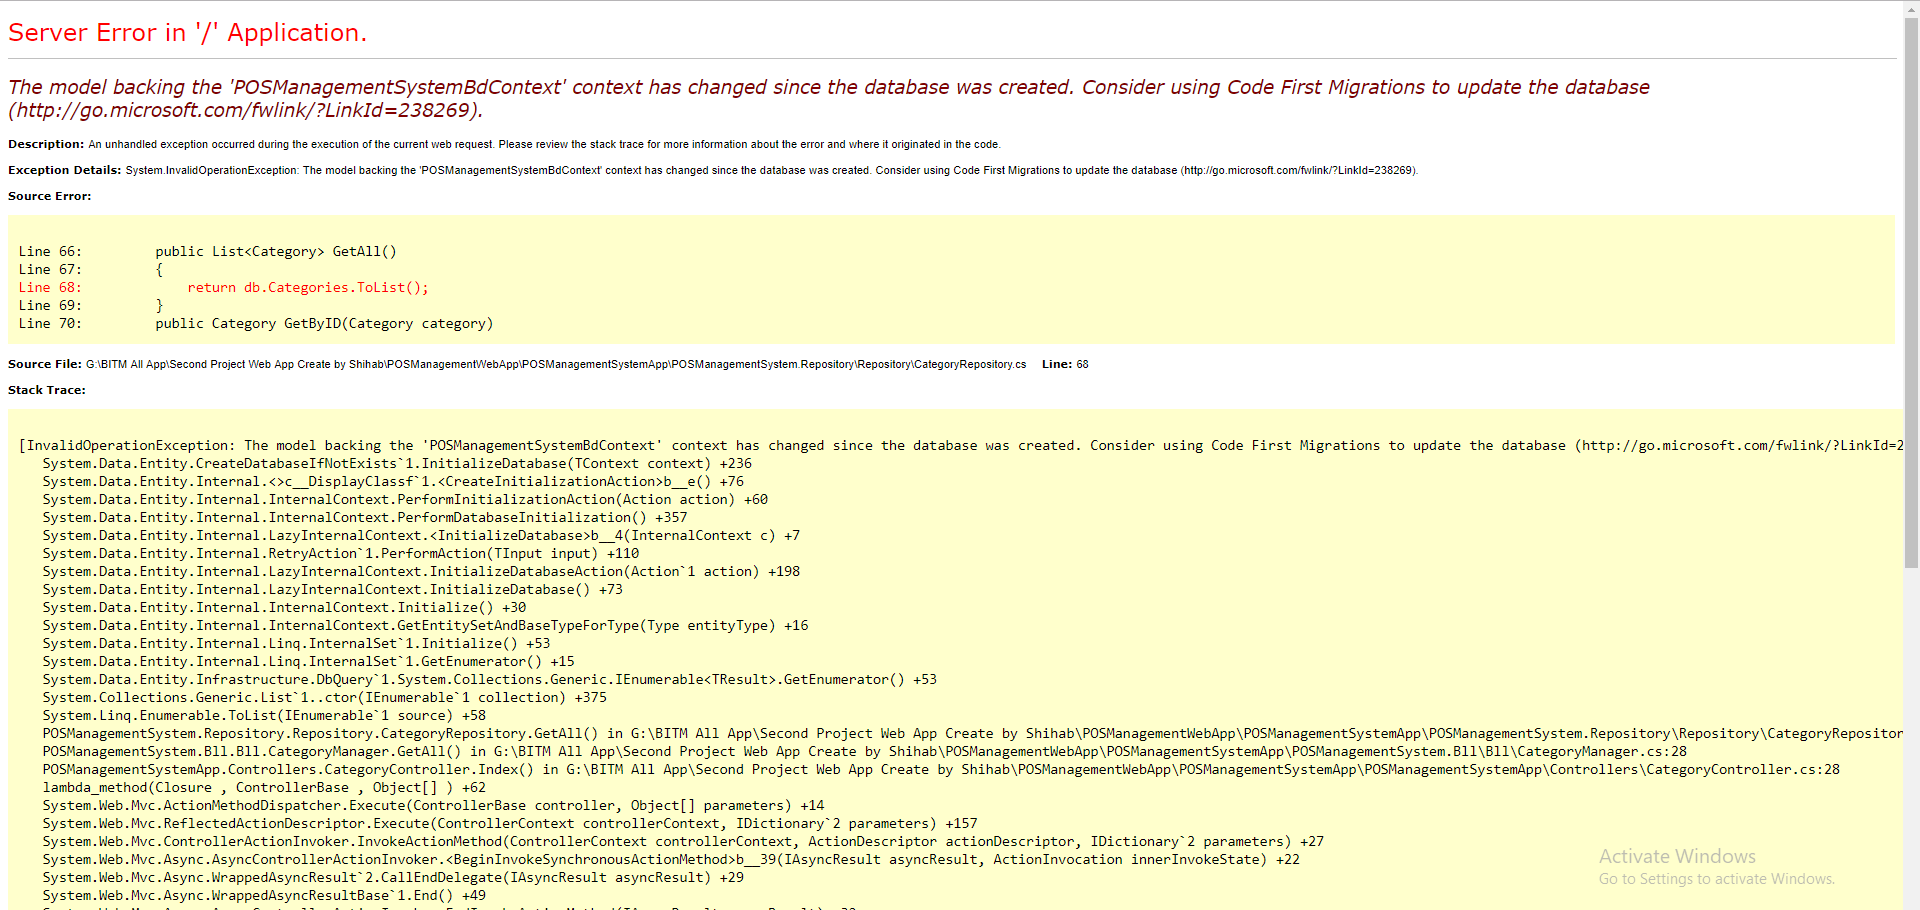 Server Error in '/' Application.
The model backing the 'POSManagementSystemBdContext' context has changed since the database was created. Consider using Code First Migrations to update the database
(http://go.microsoft.com/fwlink/?LinkId=238269).
Description: An unhandled exception occurred during the execution of the current web request. Please review the stack trace for more information about the error and where it originated in the code.
Exception Details: System.InvalidOperationException: The model backing the 'POSManagementSystemBdContext' context has changed since the database was created. Consider using Code First Migrations to update the database (http://go.microsoft.com/fwlink/?LinkId=238269).
Source Error:
Line 66:         public List<Category> GetAll()
Line 67:         {
Line 68:             return db.Categories.ToList();
Line 69:         }
Line 70:         public Category GetByID(Category category)
Source File: G:\BITM All App\Second Project Web App Create by Shihab\POSManagementWebApp\POSManagementSystemApp\POSManagementSystem.Repository\Repository\CategoryRepository.cs    Line: 68
Stack Trace:
[InvalidOperationException: The model backing the 'POSManagementSystemBdContext' context has changed since the database was created. Consider using Code First Migrations to update the database (http://go.microsoft.com/fwlink/?LinkId=2
System.Data.Entity.CreateDatabaseIfNotExists`1.InitializeDatabase(TContext context) +236
System.Data.Entity.Internal.<>c__DisplayClassf`1.<CreateInitializationAction>b__e() +76
System.Data.Entity.Internal.InternalContext.PerformInitializationAction(Action action) +60
System.Data.Entity.Internal.InternalContext.PerformDatabaseInitialization() +357
System.Data.Entity.Internal.LazyInternalContext.<InitializeDatabase>b__4(InternalContext c) +7
System.Data.Entity.Internal.RetryAction`1.PerformAction(TInput input) +110
System.Data.Entity.Internal.LazyInternalContext.InitializeDatabaseAction(Action`1 action) +198
System.Data.Entity.Internal.LazyInternalContext.InitializeDatabase() +73
System.Data.Entity.Internal.InternalContext.Initialize() +30
System.Data.Entity.Internal.InternalContext.GetEntitySetAndBaseTypeForType(Type entityType) +16
System.Data.Entity.Internal.Linq.InternalSet`1.Initialize() +53
System.Data.Entity.Internal.Linq.InternalSet`1.GetEnumerator() +15
System.Data.Entity.Infrastructure.DbQuery`1.System.Collections.Generic.IEnumerable<TResult>.GetEnumerator() +53
System.Collections.Generic.List`1..ctor(IEnumerable`1 collection) +375
System.Linq.Enumerable.ToList(IEnumerable`1 source) +58
POSManagementSystem.Repository.Repository.CategoryRepository.GetAll() in G:\BITM All App\Second Project Web App Create by Shihab\POSManagementWebApp\POSManagementSystemApp\POSManagementSystem.Repository\Repository\CategoryRepositor
POSManagementSystem.Bll.Bll.CategoryManager.GetAll() in G:\BITM All App\Second Project Web App Create by Shihab\POSManagementWebApp\POSManagementSystemApp\POSManagementSystem.Bll\Bll\CategoryManager.cs:28
POSManagementSystemApp.Controllers.CategoryController.Index() in G:\BITM All App\Second Project Web App Create by Shihab\POSManagementWebApp\POSManagementSystemApp\POSManagementSystemApp\Controllers\CategoryController.cs:28
lambda_method(Closure , ControllerBase , Object[] ) +62
System.Web.Mvc.ActionMethodDispatcher.Execute(ControllerBase controller, Object[] parameters) +14
System.Web.Mvc.ReflectedActionDescriptor.Execute(ControllerContext controllerContext, IDictionary`2 parameters) +157
System.Web.Mvc.ControllerActionInvoker.InvokeActionMethod(ControllerContext controllerContext, ActionDescriptor actionDescriptor, IDictionary`2 parameters) +27
System.Web.Mvc.Async.AsyncControllerActionInvoker.<BeginInvokeSynchronousActionMethod>b__39(IAsyncResult asyncResult, ActionInvocation innerInvokeState) +22
System.Web.Mvc.Async.WrappedAsyncResult`2.CallEndDelegate(IAsyncResult asyncResult) +29
System.Web.Mvc.Async.WrappedAsyncResultBase`1.End() +49
Activate Windows
Go to Settings to activate Windows.